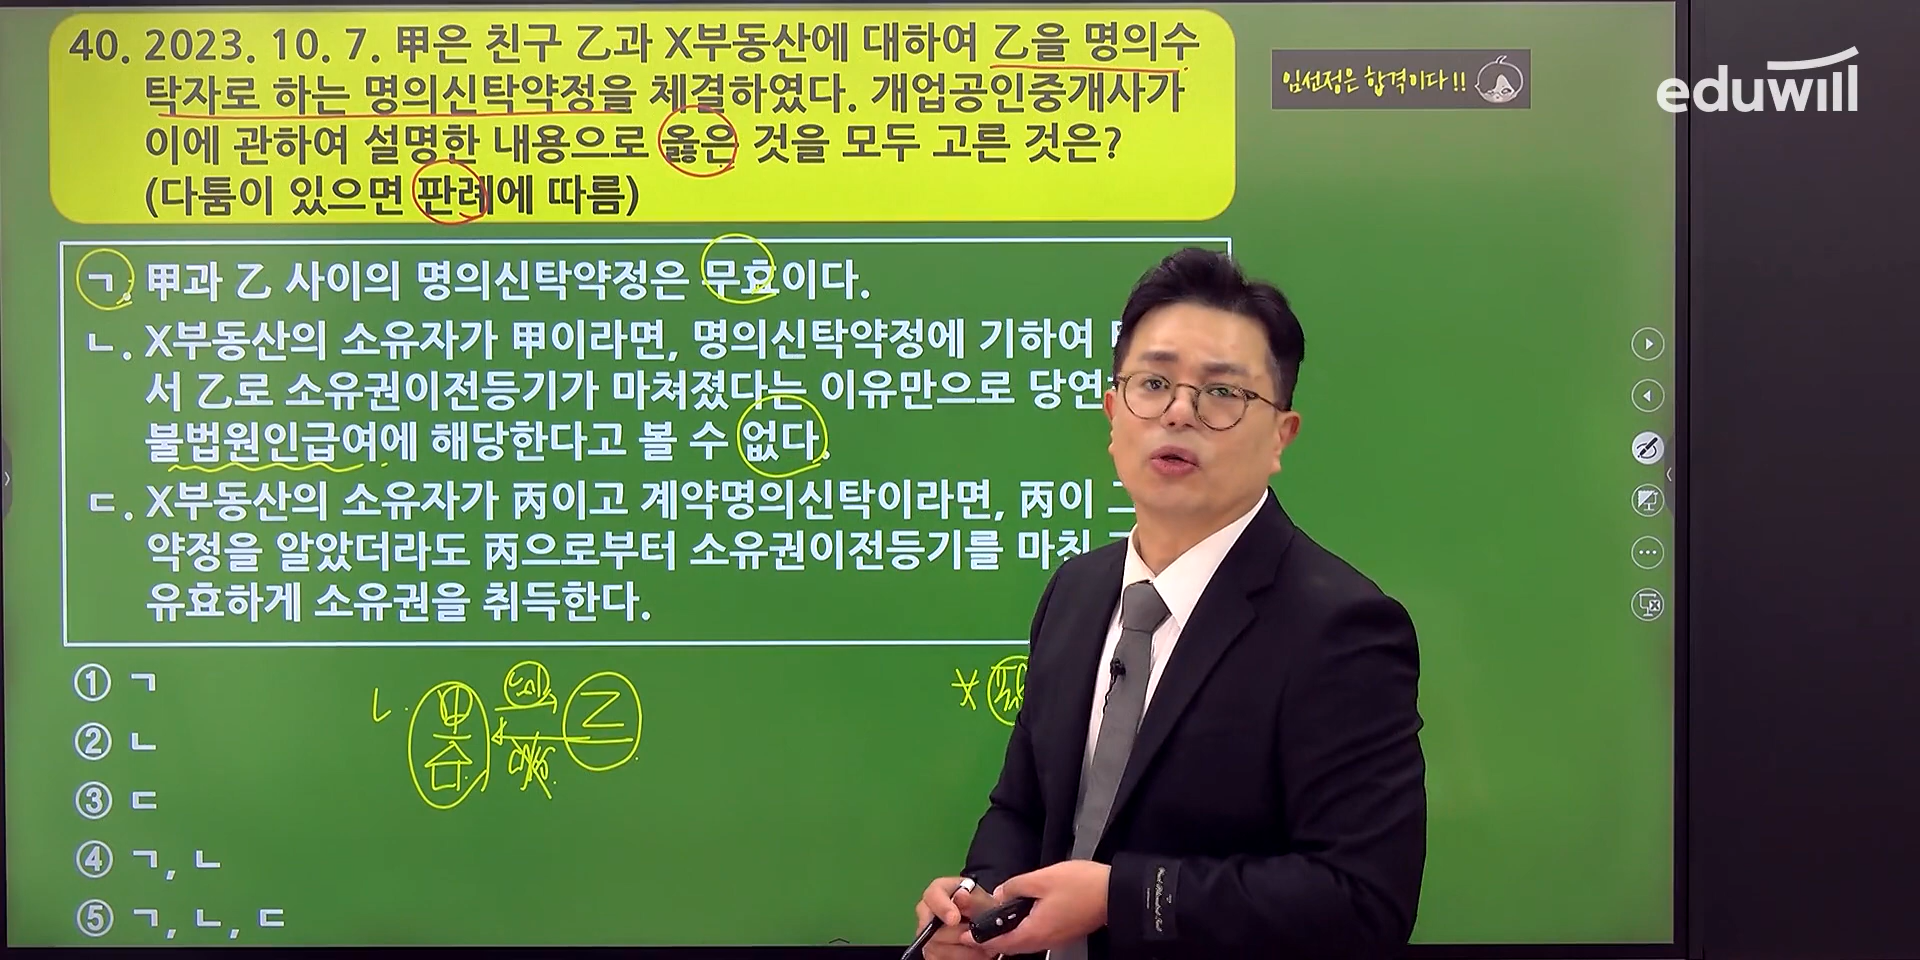 40. 2023. 10. 7. 甲은 친구 乙과 X부동산에 대하여 乙을 명의수
탁자로 하는 명의신탁약정을 체결하였다. 개업공인중개사가
이에 관하여 설명한 내용으로 옳은 것을 모두 고른 것은?
(다툼이 있으면 판례에 따름)
임선정은 합격이다!!
eduwill
ㄱ. 甲과 乙 사이의 명의신탁약정은 무효이다.
ㄴ. X부동산의 소유자가 甲이라면, 명의신탁약정에 기하여
서 乙로 소유권이전등기가 마쳐졌다는 이유만으로 당연
불법원인급여에 해당한다고 볼 수 없다.
ㄷ. X부동산의 소유자가 丙이고 계약명의신탁이라면, 丙이
약정을 알았더라도 丙으로부터 소유권이전등기를 마친
유효하게 소유권을 취득한다.
① ㄱ
② ㄴ
③ ㄷ
④ ㄱ, ㄴ
⑤ ㄱ, ㄴ, ㄷ
ㄴ. 甲 乙